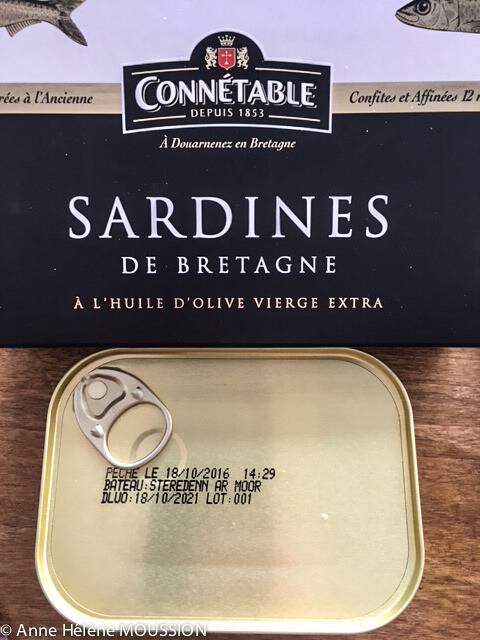 CONNÉTABLE
DEPUIS 1853
à l'Ancienne
Confites et Affinées 12
À Douarnenez en Bretagne
SARDINES
DE BRETAGNE
À L'HUILE D'OLIVE VIERGE EXTRA
PECHE LE 18/10/2016 14:29
BATEAU:STEREDENN AR MOOR
DLUO:18/10/2021 LOT:001
© Anne Hélène MOUSSION